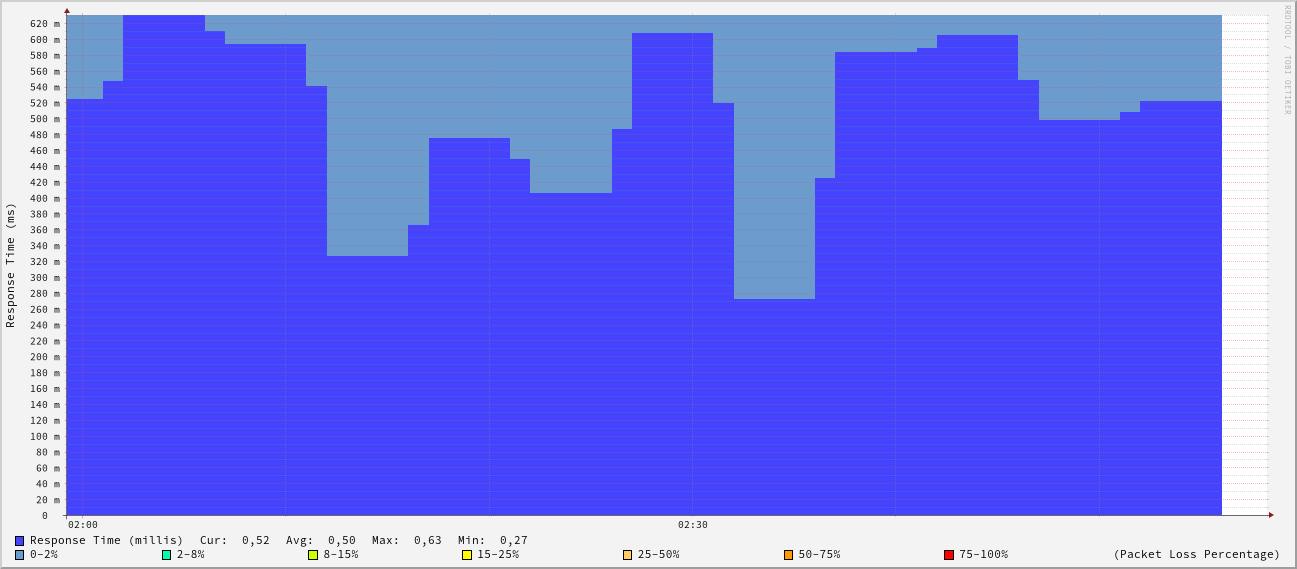 RRDTOOL / TOBI OETIKER
Response Time (ms)
620 m
600 m
580 m
560 m
540 m
520 m
500 m
480 m
460 m
440 m
420 m
400 m
380 m
360 m
340 m
320 m
300 m
280 m
260 m
240 m
220 m
200 m
180 m
160 m
140 m
120 m
100 m
80 m
60 m
40 m
20 m
0
02:00 02:30
Response Time (millis) Cur: 0,52 Avg: 0,50 Max: 0,63 Min: 0,27
0-2% 2-8% 8-15% 15-25% 25-50% 50-75% 75-100% (Packet Loss Percentage)